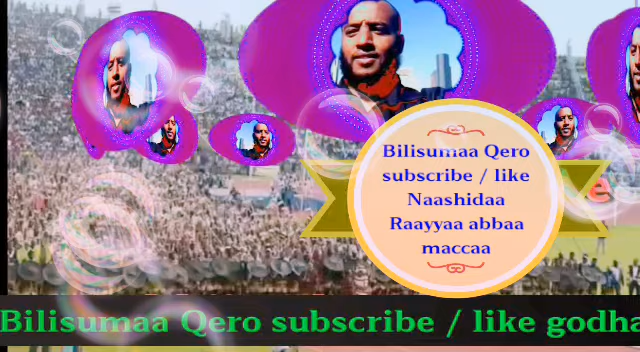 Bilisumaa Qero
subscribe / like
Naashidaa
Raayyaa abbaa
maccaa
Bilisumaa Qero subscribe / like godha